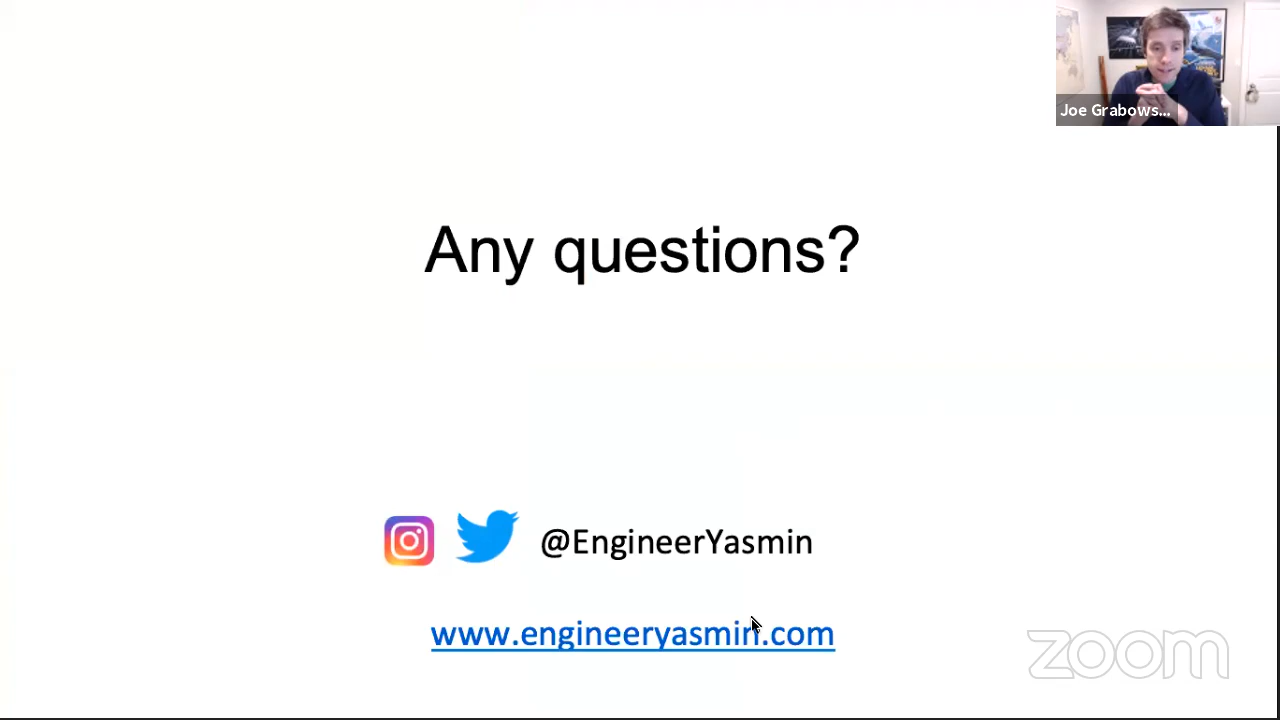 Joe Grabows...
Any questions?
@EngineerYasmin
www.engineeryasmin.com
zoom